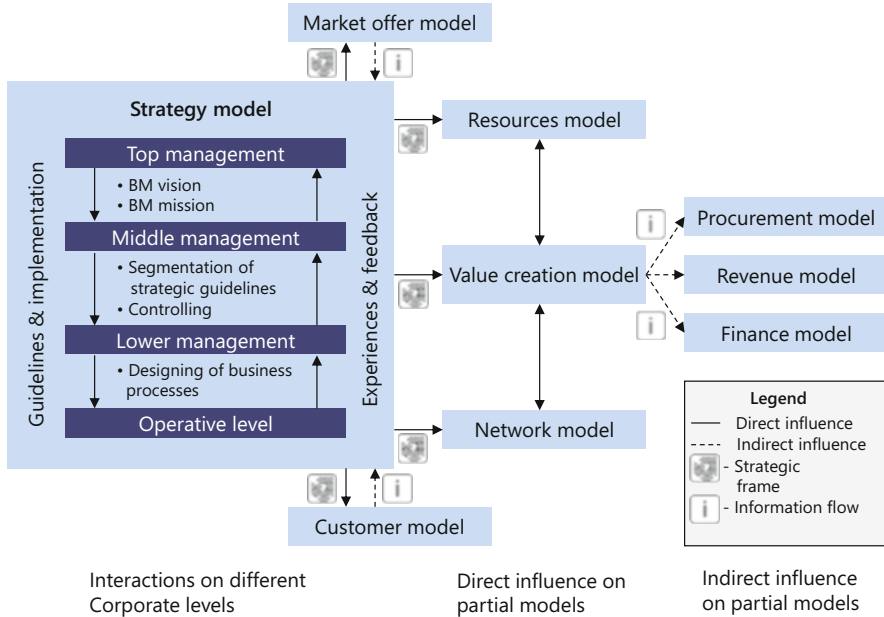 Market offer model
i
Strategy model
Guidelines & implementation
Experiences & feedback
Top management
• BM vision
• BM mission
Middle management
• Segmentation of
strategic guidelines
• Controlling
Lower management
• Designing of business
processes
Operative level
i
Customer model
Resources model
Value creation model
Network model
i
i
Procurement model
Revenue model
Finance model
Legend
Direct influence
Indirect influence
- Strategic
frame
i - Information flow
Interactions on different
Corporate levels
Direct influence on
partial models
Indirect influence
on partial models